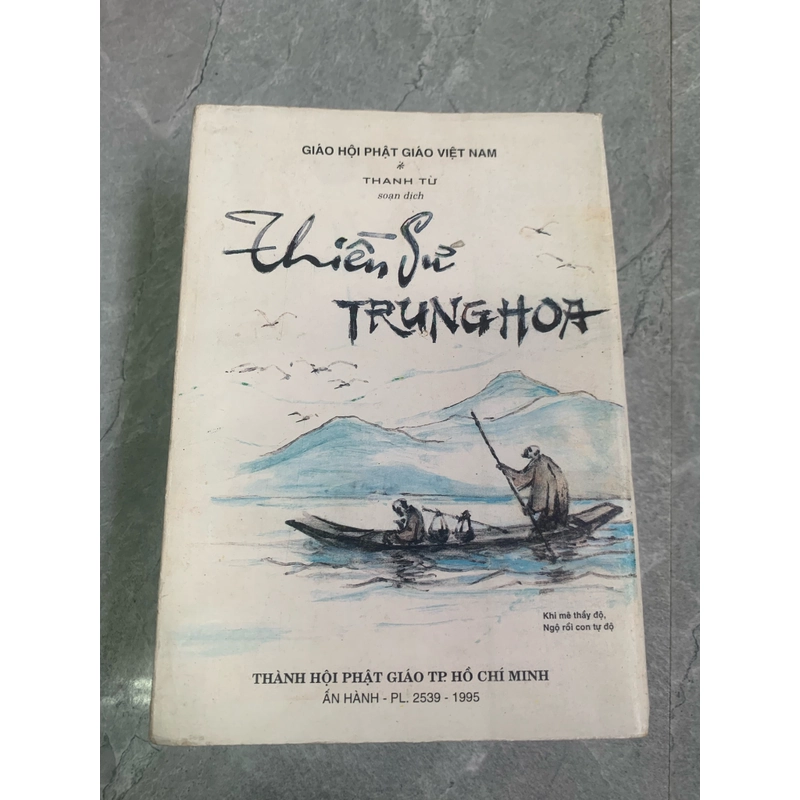 GIÁO HỘI PHẬT GIÁO VIỆT NAM
*
THANH TỪ
soạn dịch
Thiền Sư
TRUNG HOA
Khi mê thầy độ,
Ngộ rồi con tự độ
THÀNH HỘI PHẬT GIÁO TP. HỒ CHÍ MINH
ẤN HÀNH - PL. 2539 - 1995